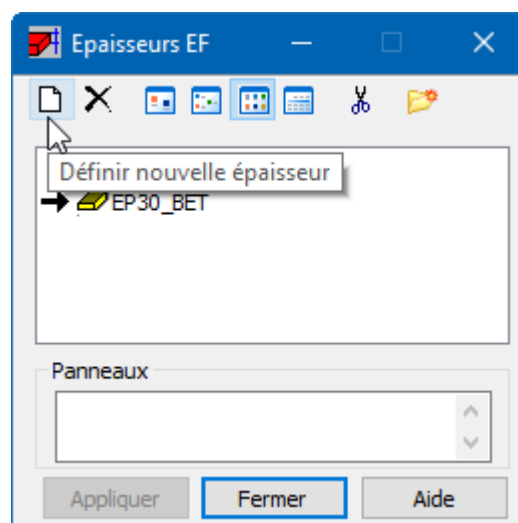 Epaisseurs EF
Définir nouvelle épaisseur
EP30_BET
Panneaux
Appliquer Fermer Aide